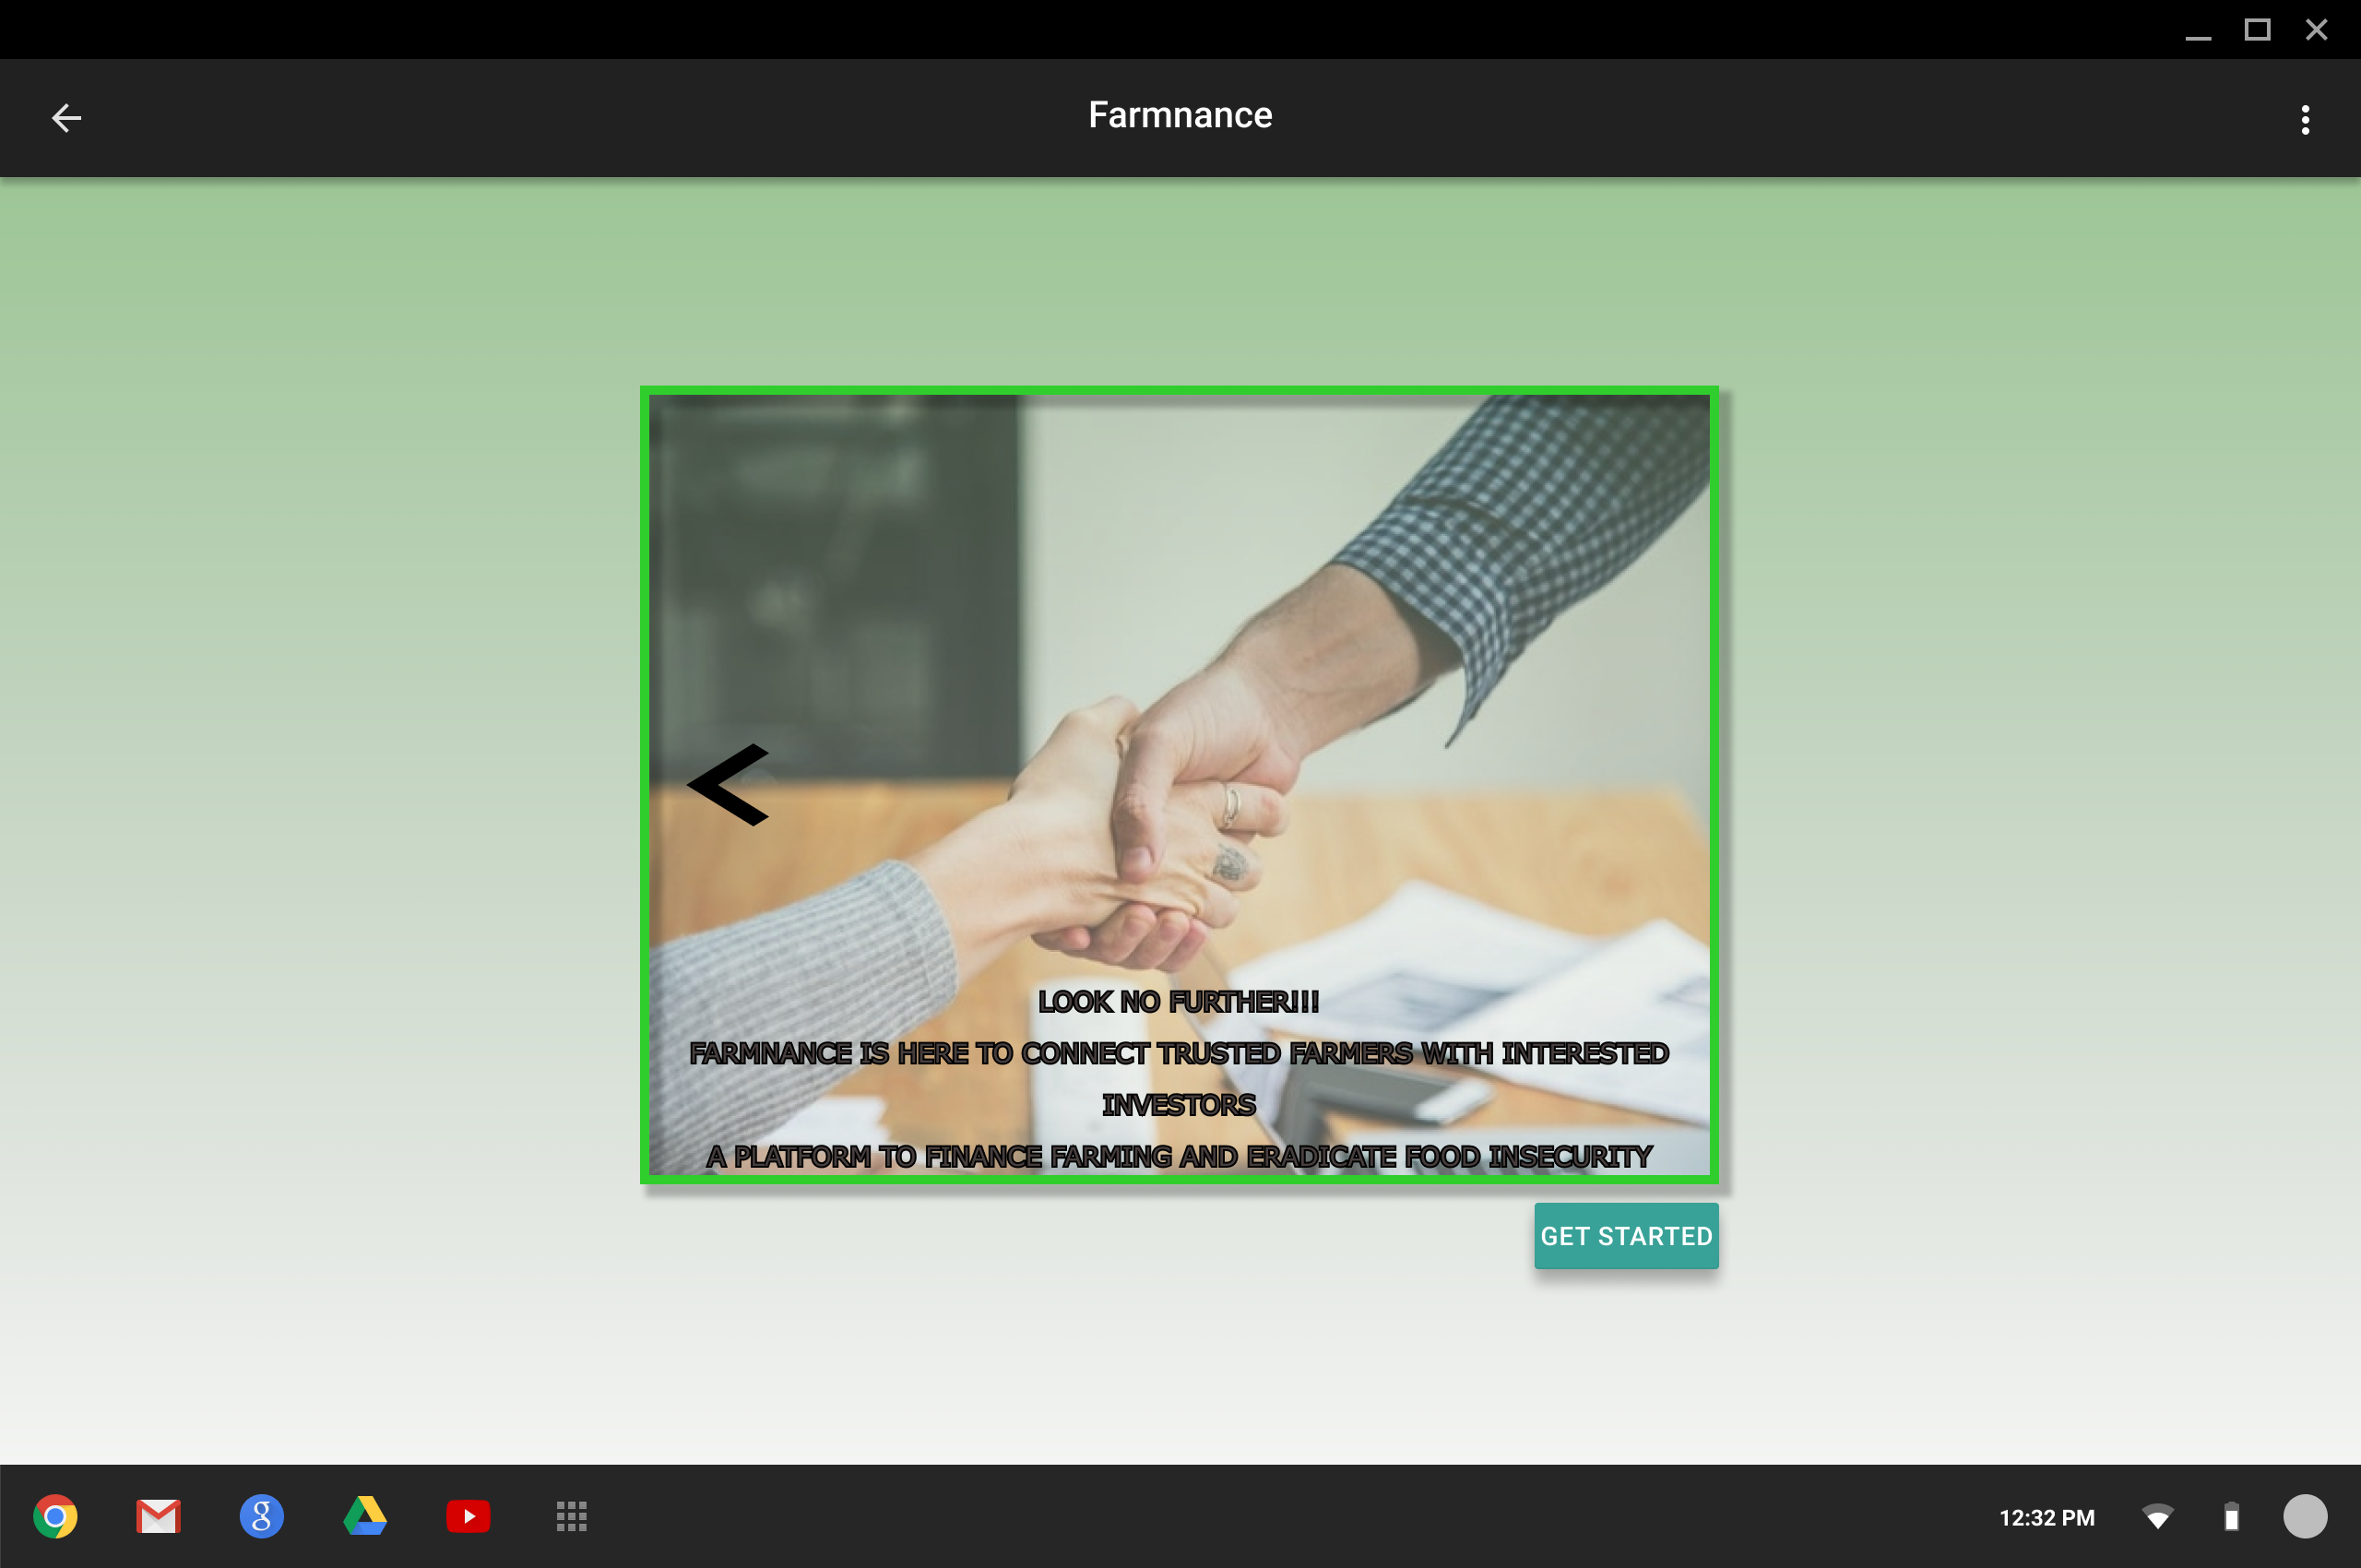 Farmnance
LOOK NO FURTHER!!!
FARMNANCE IS HERE TO CONNECT TRUSTED FARMERS WITH INTERESTED
INVESTORS
A PLATFORM TO FINANCE FARMING AND ERADICATE FOOD INSECURITY
GET STARTED
g
12:32 PM